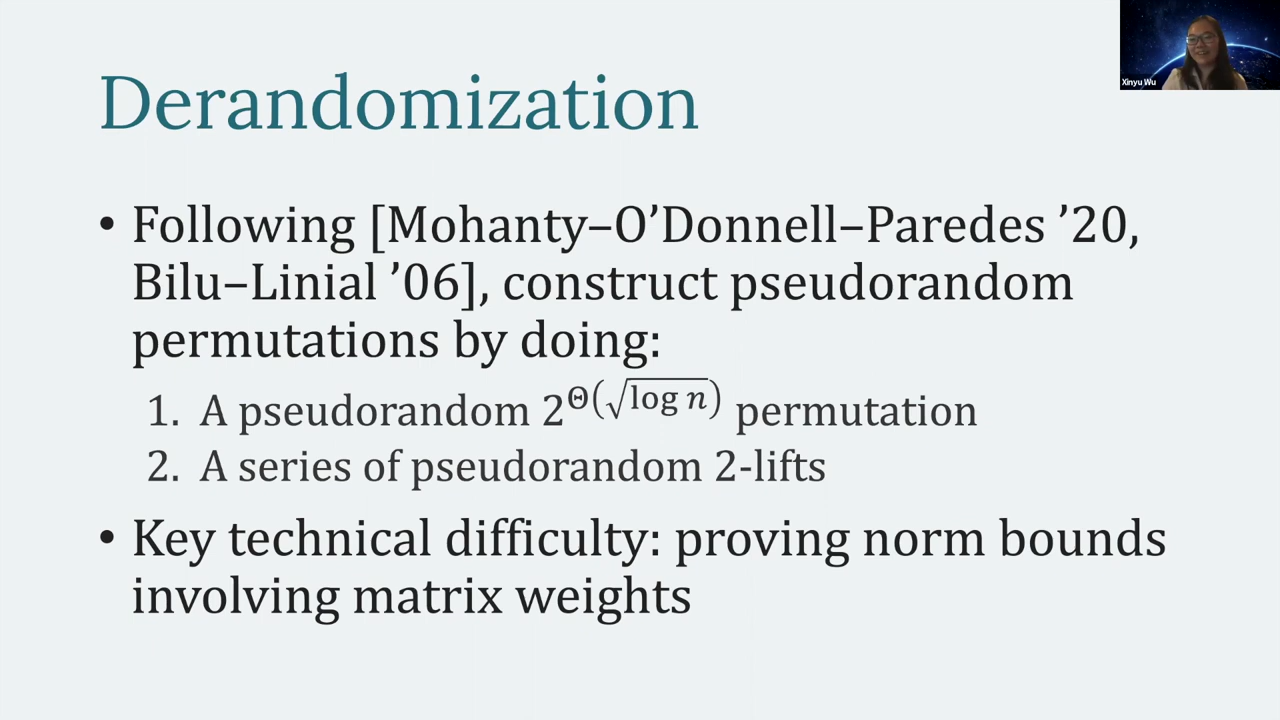 Derandomization
Xinyu Wu
• Following [Mohanty–O’Donnell–Paredes ’20,
Bilu–Linial ’06], construct pseudorandom
permutations by doing:
1. A pseudorandom 2^Θ(√log n) permutation
2. A series of pseudorandom 2-lifts
• Key technical difficulty: proving norm bounds
involving matrix weights